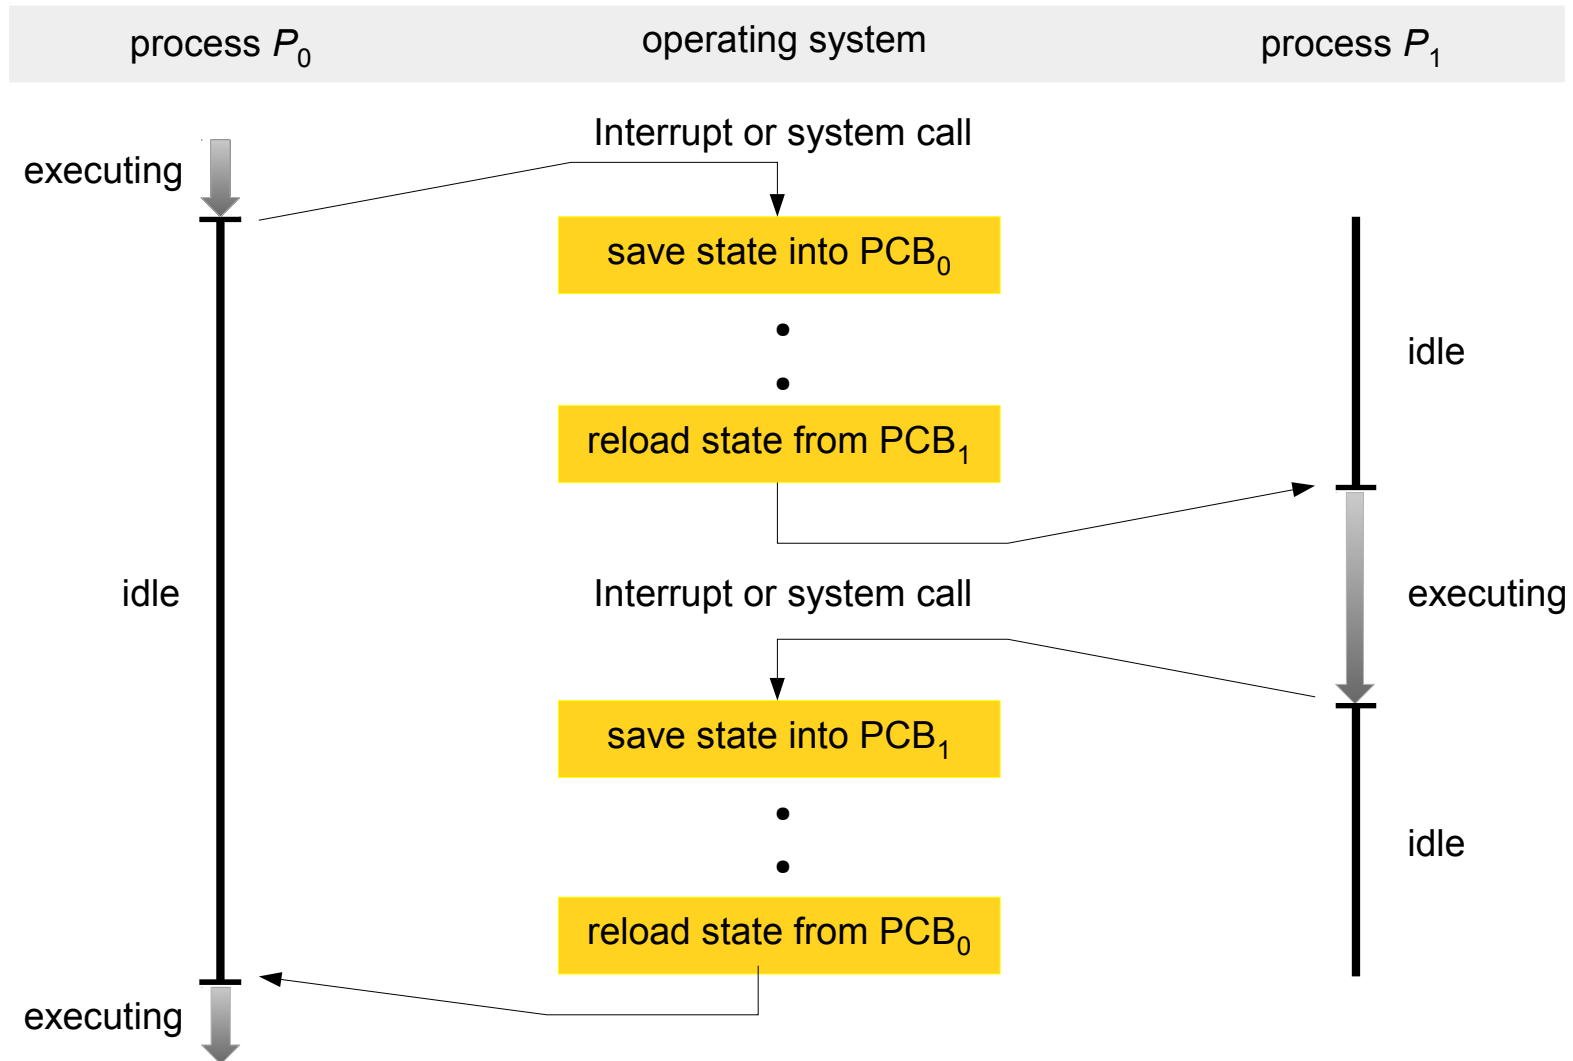 process P₀ operating system process P₁
Interrupt or system call
executing
save state into PCB₀
idle
reload state from PCB₁
idle
Interrupt or system call
executing
save state into PCB₁
idle
reload state from PCB₀
executing